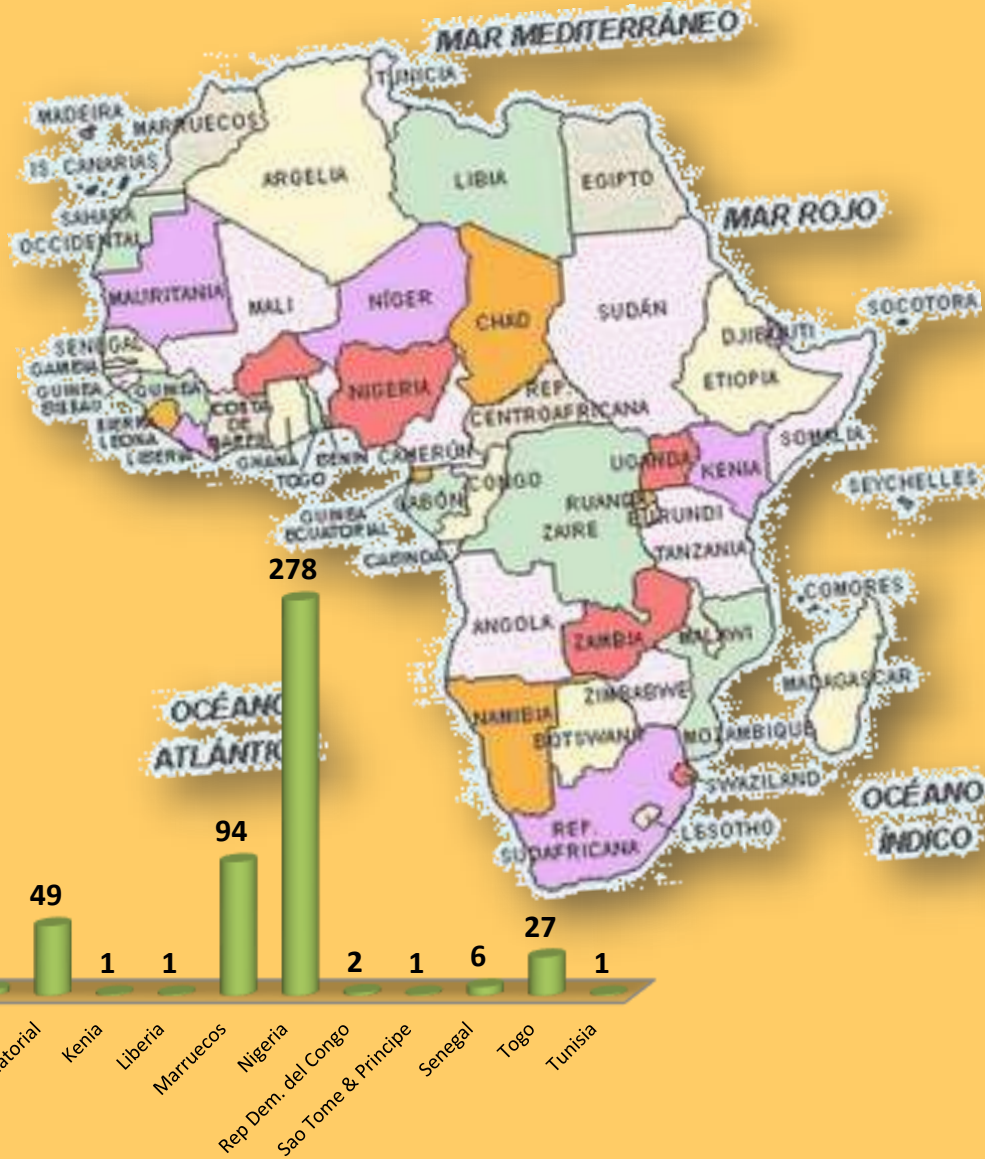 MAR MEDITERRÁNEO
TUNICIA
MADEIRA
MARRUECOS
IS. CANARIAS
ARGELIA
LIBIA
EGIPTO
SAHARA
OCCIDENTAL
MAR ROJO
MAURITANIA
MALI
NÍGER
CHAD
SUDÁN
SOCOTORA
DJIBOUTI
SENEGAL
GAMBIA
GUINEA
BILSAU
GUINEA
NIGERIA
REP.
CENTROAFRICANA
ETIOPIA
SIERRA
LEONA
COSTA
DE
MARFIL
LIBERIA
GHANA
TOGO
BENIN
CAMERÚN
UGANDA
KENIA
SOMALIA
SEYCHELLES
GUINEA
ECUATORIAL
GABÓN
CONGO
RUANDA
BURUNDI
ZAIRE
CABINDA
TANZANIA
COMORES
ANGOLA
ZAMBIA
MALAWI
MADAGASCAR
OCÉANO
ATLÁNTIC
NAMIBIA
ZIMBABWE
BOTSWANA
MOZAMBIQUE
SWAZILAND
OCÉANO
ÍNDICO
REP.
SUDAFRICANA
LESOTHO
49
1
1
94
278
2
1
6
27
1
atorial
Kenia
Liberia
Marruecos
Nigeria
Rep Dem. del Congo
Sao Tome & Principe
Senegal
Togo
Tunisia